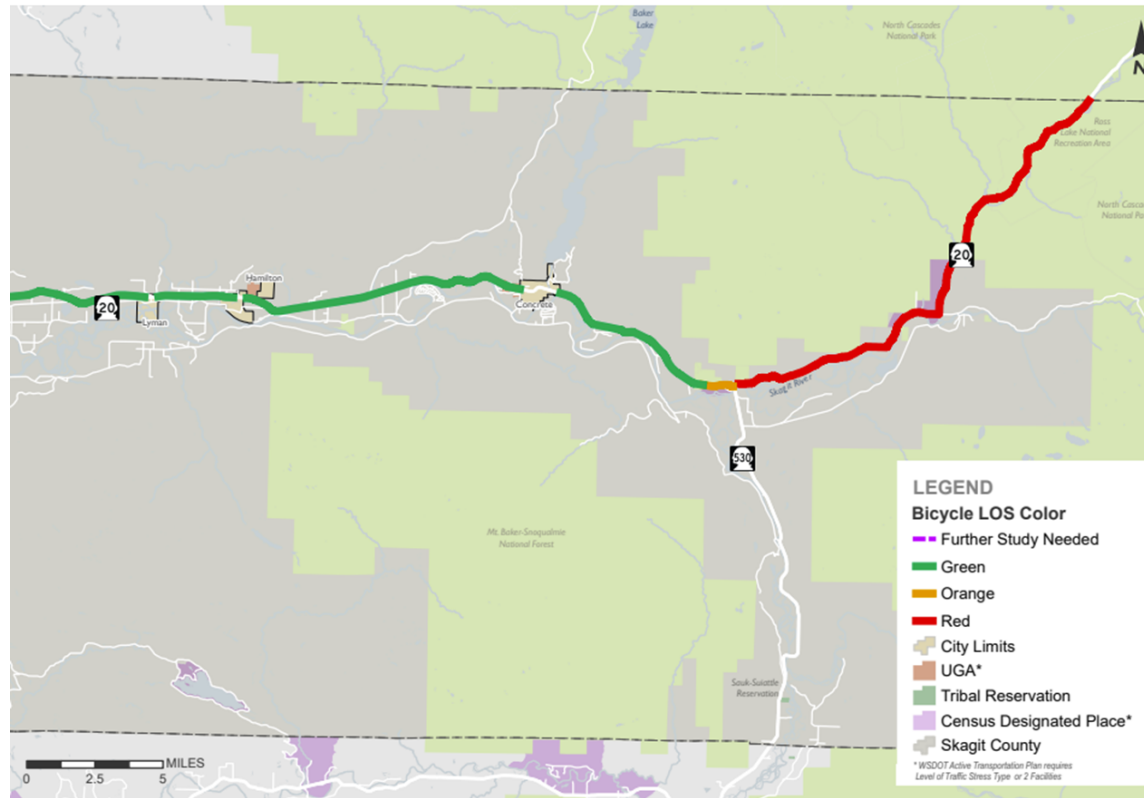 Baker
Lake
North Cascades
National Park
N
Ross
Lake National
Recreation Area
North Casca
National Pa
20
Hamilton
20
Lyman
Concrete
Skagit River
530
Mt. Baker-Snoqualmie
National Forest
Sauk-Suiattle
Reservation
LEGEND
Bicycle LOS Color
Further Study Needed
Green
Orange
Red
City Limits
UGA*
Tribal Reservation
Census Designated Place*
Skagit County
* WSDOT Active Transportation Plan requires
Level of Traffic Stress Type 1 or 2 Facilities
MILES
0 2.5 5